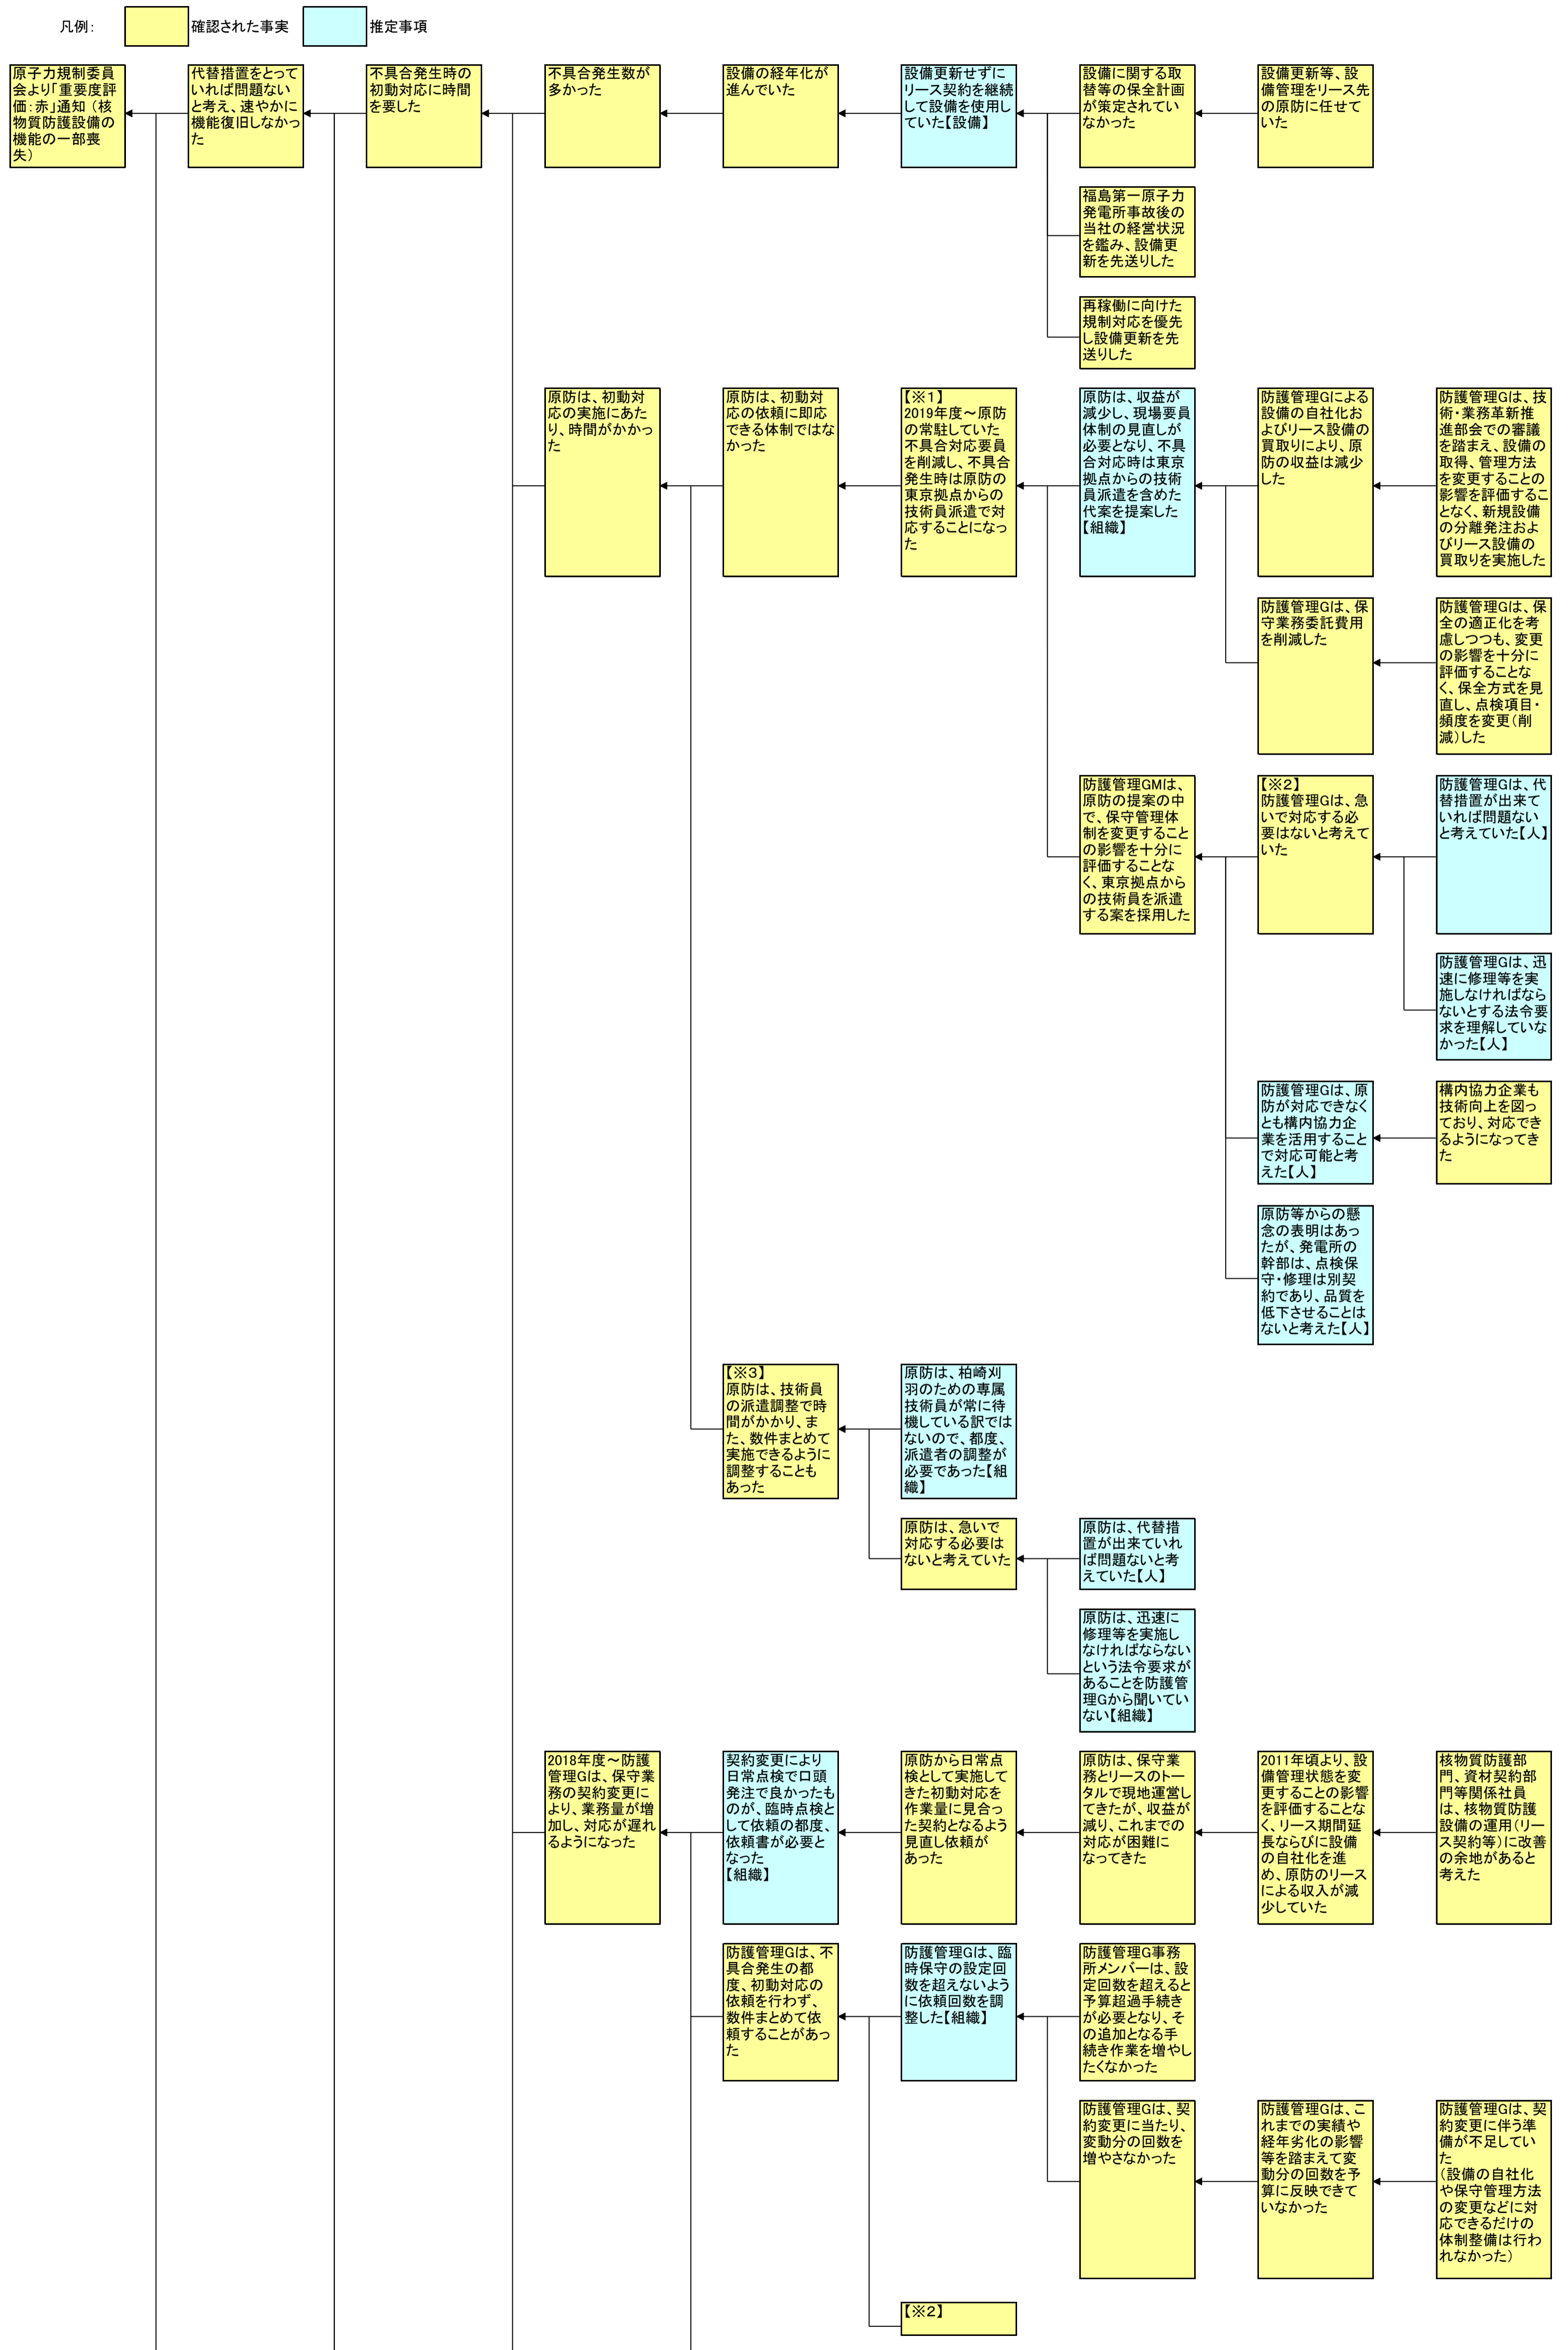 凡例：
確認された事実
推定事項
原子力規制委員
会より「重要度評
価：赤」通知（核
物質防護設備の
機能の一部喪
失）
代替措置をとって
いれば問題ない
と考え、速やかに
機能復旧しなかっ
た
不具合発生時の
初動対応に時間
を要した
不具合発生数が
多かった
設備の経年化が
進んでいた
設備更新せずに
リース契約を継続
して設備を使用し
ていた【設備】
設備に関する取
替等の保全計画
が策定されてい
なかった
設備更新等、設
備管理をリース先
の原防に任せて
いた
福島第一原子力
発電所事故後の
当社の経営状況
を鑑み、設備更
新を先送りした
再稼働に向けた
規制対応を優先
し設備更新を先
送りした
原防は、初動対
応の実施にあた
り、時間がかかっ
た
原防は、初動対
応の依頼に即応
できる体制ではな
かった
【※1】
2019年度～原防
の常駐していた
不具合対応要員
を削減し、不具合
発生時は原防の
東京拠点からの
技術員派遣で対
応することになっ
た
原防は、収益が
減少し、現場要員
体制の見直しが
必要となり、不具
合対応時は東京
拠点からの技術
員派遣を含めた
代案を提案した
【組織】
防護管理Gによる
設備の自社化お
よびリース設備の
買取りにより、原
防の収益は減少
した
防護管理Gは、技
術・業務革新推
進部会での審議
を踏まえ、設備の
取得、管理方法
を変更することの
影響を評価するこ
となく、新規設備
の分離発注およ
びリース設備の
買取りを実施した
防護管理Gは、保
守業務委託費用
を削減した
防護管理Gは、保
全の適正化を考
慮しつつも、変更
の影響を十分に
評価することな
く、保全方式を見
直し、点検項目・
頻度を変更（削
減）した
防護管理GMは、
原防の提案の中
で、保守管理体
制を変更すること
の影響を十分に
評価することな
く、東京拠点から
の技術員を派遣
する案を採用した
【※2】
防護管理Gは、急
いで対応する必
要はないと考えて
いた
防護管理Gは、代
替措置が出来て
いれば問題ない
と考えていた【人】
防護管理Gは、迅
速に修理等を実
施しなければなら
ないとする法令要
求を理解していな
かった【人】
防護管理Gは、原
防が対応できなく
とも構内協力企
業を活用すること
で対応可能と考
えた【人】
構内協力企業も
技術向上を図っ
ており、対応でき
るようになってき
た
原防等からの懸
念の表明はあっ
たが、発電所の
幹部は、点検保
守・修理は別契
約であり、品質を
低下させることは
ないと考えた【人】
【※3】
原防は、技術員
の派遣調整で時
間がかかり、ま
た、数件まとめて
実施できるように
調整することも
あった
原防は、柏崎刈
羽のための専属
技術員が常に待
機している訳では
ないので、都度、
派遣者の調整が
必要であった【組
織】
原防は、急いで
対応する必要は
ないと考えていた
原防は、代替措
置が出来ていれ
ば問題ないと考
えていた【人】
原防は、迅速に
修理等を実施し
なければならない
という法令要求が
あることを防護管
理Gから聞いてい
ない【組織】
2018年度～防護
管理Gは、保守業
務の契約変更に
より、業務量が増
加し、対応が遅れ
るようになった
契約変更により
日常点検で口頭
発注で良かったも
のが、臨時点検と
して依頼の都度、
依頼書が必要と
なった
【組織】
原防から日常点
検として実施して
きた初動対応を
作業量に見合っ
た契約となるよう
見直し依頼が
あった
原防は、保守業
務とリースのトー
タルで現地運営し
てきたが、収益が
減り、これまでの
対応が困難に
なってきた
2011年頃より、設
備管理状態を変
更することの影響
を評価することな
く、リース期間延
長ならびに設備
の自社化を進
め、原防のリース
による収入が減
少していた
核物質防護部
門、資材契約部
門等関係社員
は、核物質防護
設備の運用（リー
ス契約等）に改善
の余地があると
考えた
防護管理Gは、不
具合発生の都
度、初動対応の
依頼を行わず、
数件まとめて依
頼することがあっ
た
防護管理Gは、臨
時保守の設定回
数を超えないよう
に依頼回数を調
整した【組織】
防護管理G事務
所メンバーは、設
定回数を超えると
予算超過手続き
が必要となり、そ
の追加となる手
続き作業を増やし
たくなかった
防護管理Gは、契
約変更に当たり、
変動分の回数を
増やさなかった
防護管理Gは、こ
れまでの実績や
経年劣化の影響
等を踏まえて変
動分の回数を予
算に反映できて
いなかった
防護管理Gは、契
約変更に伴う準
備が不足してい
た
（設備の自社化
や保守管理方法
の変更などに対
応できるだけの
体制整備は行わ
れなかった）
【※2】